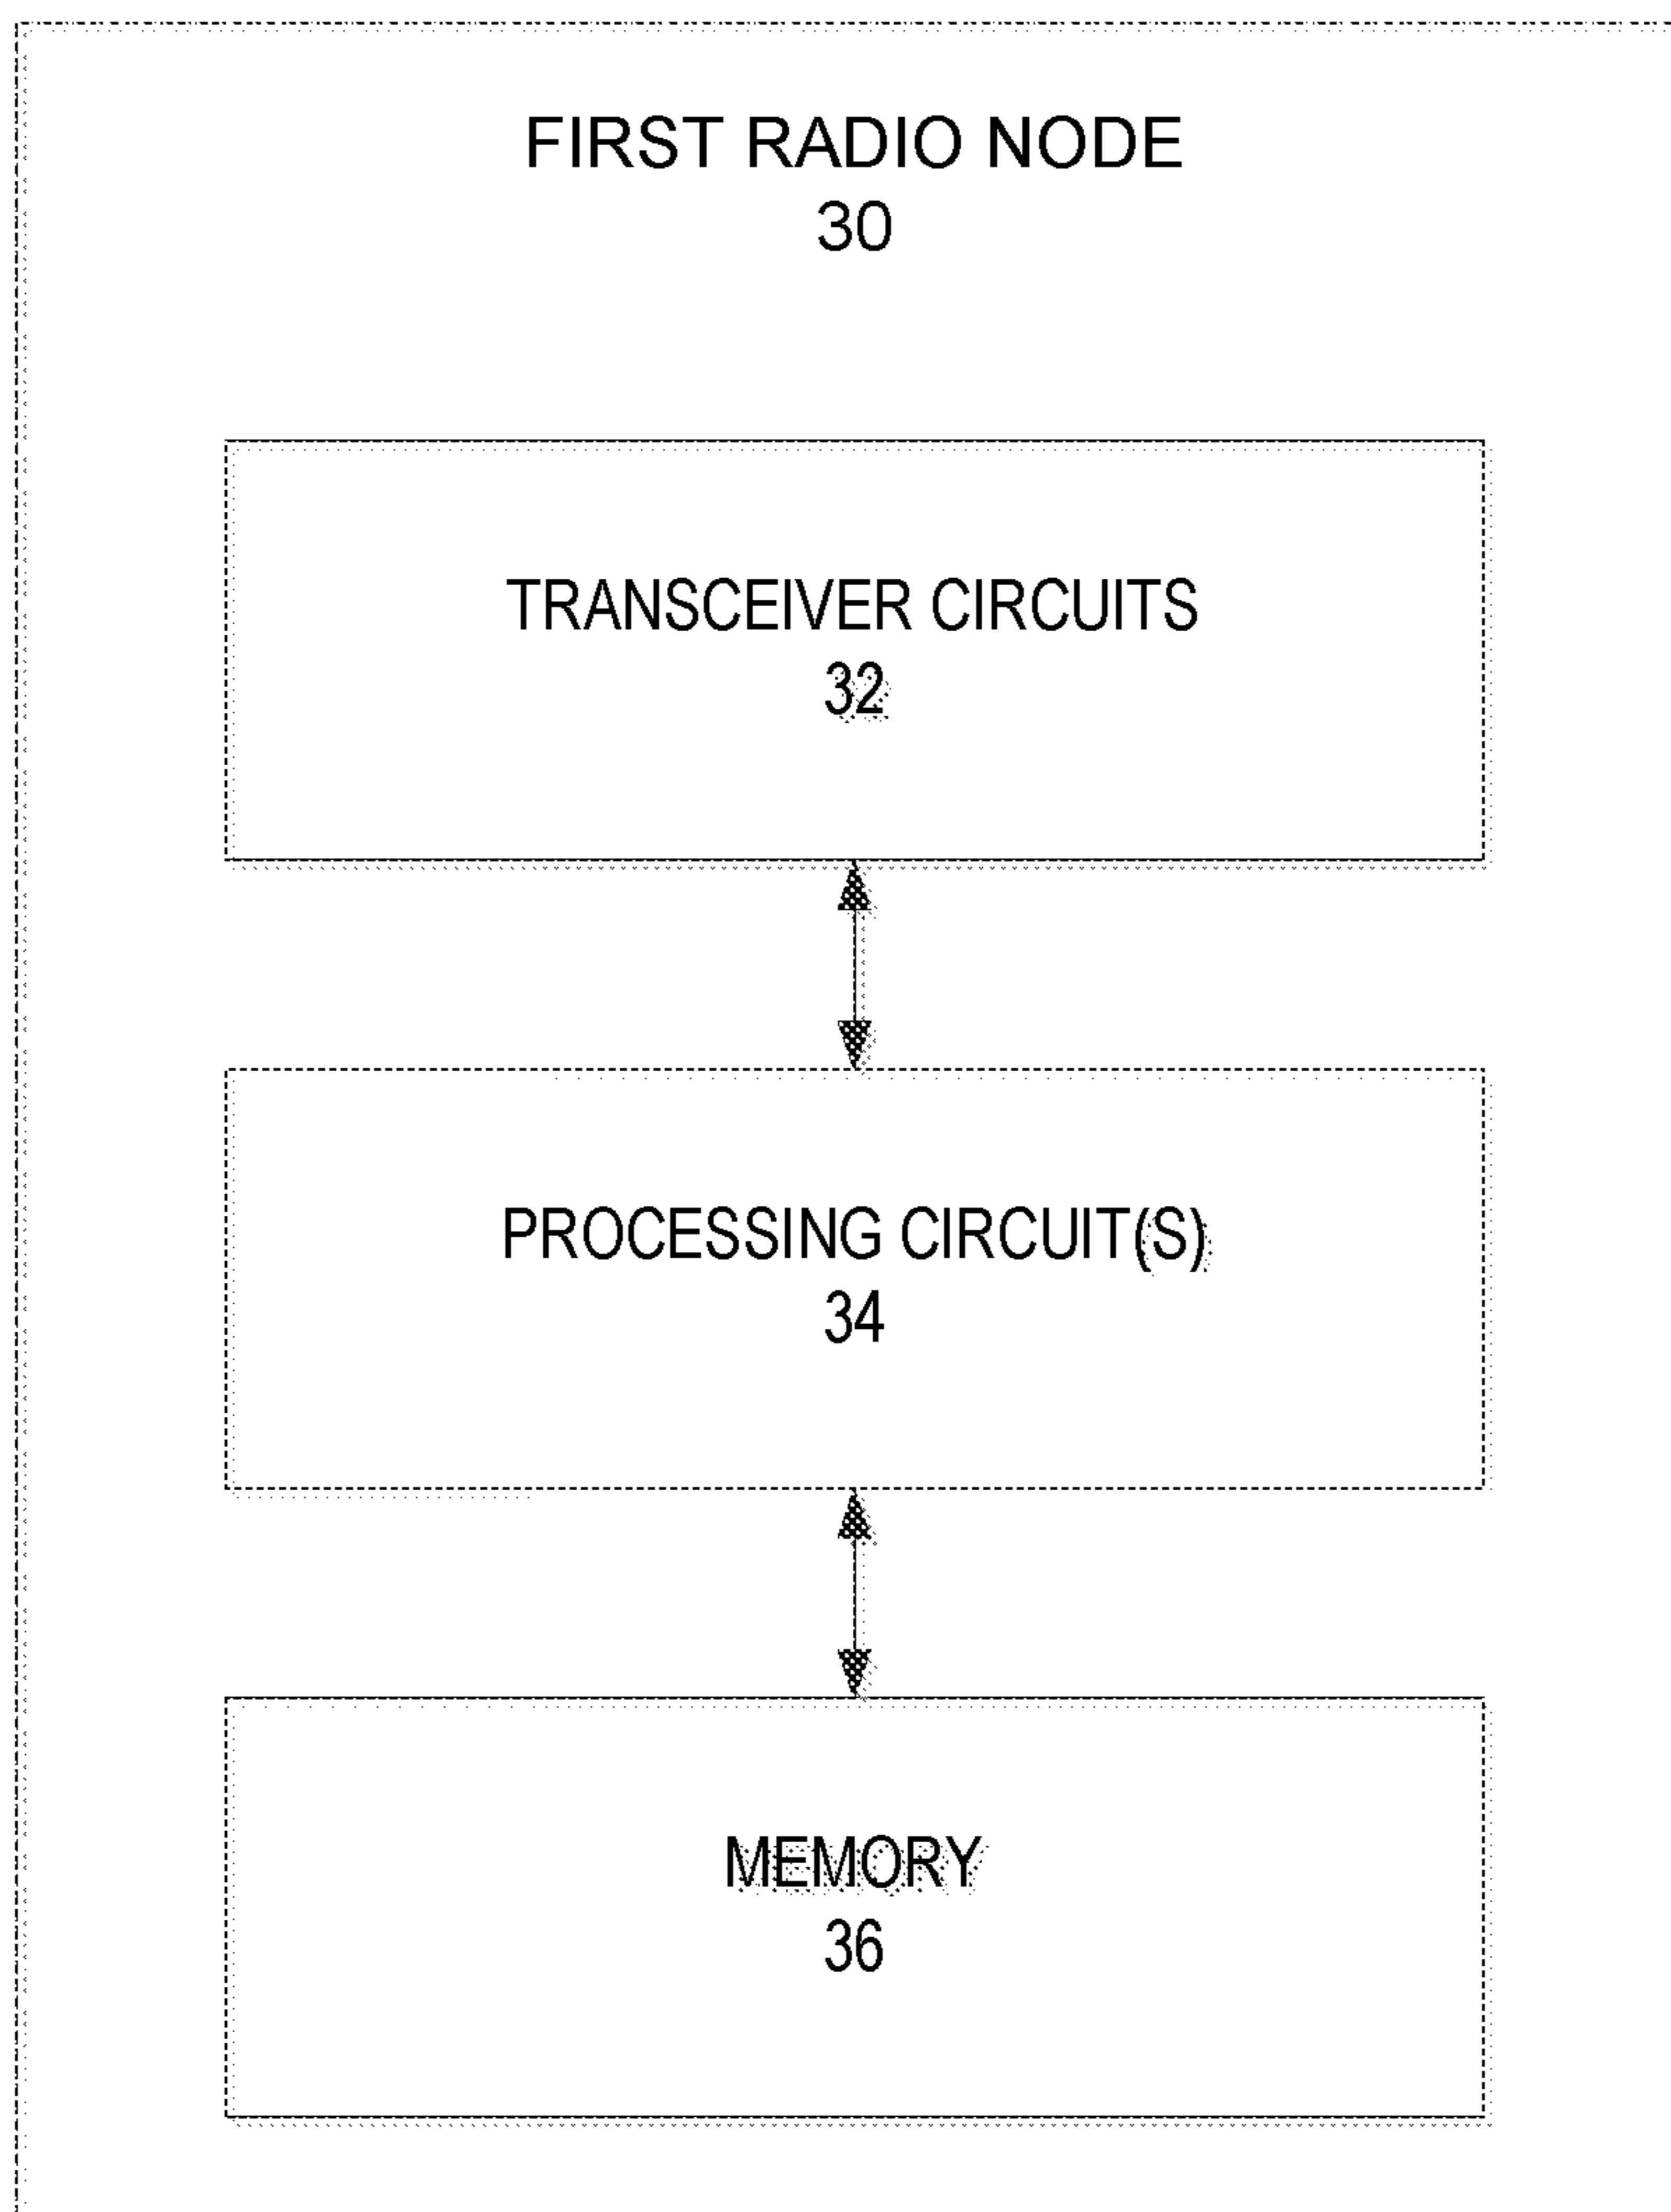 FIRST RADIO NODE
30
TRANSCEIVER CIRCUITS
32
PROCESSING CIRCUIT(S)
34
MEMORY
36